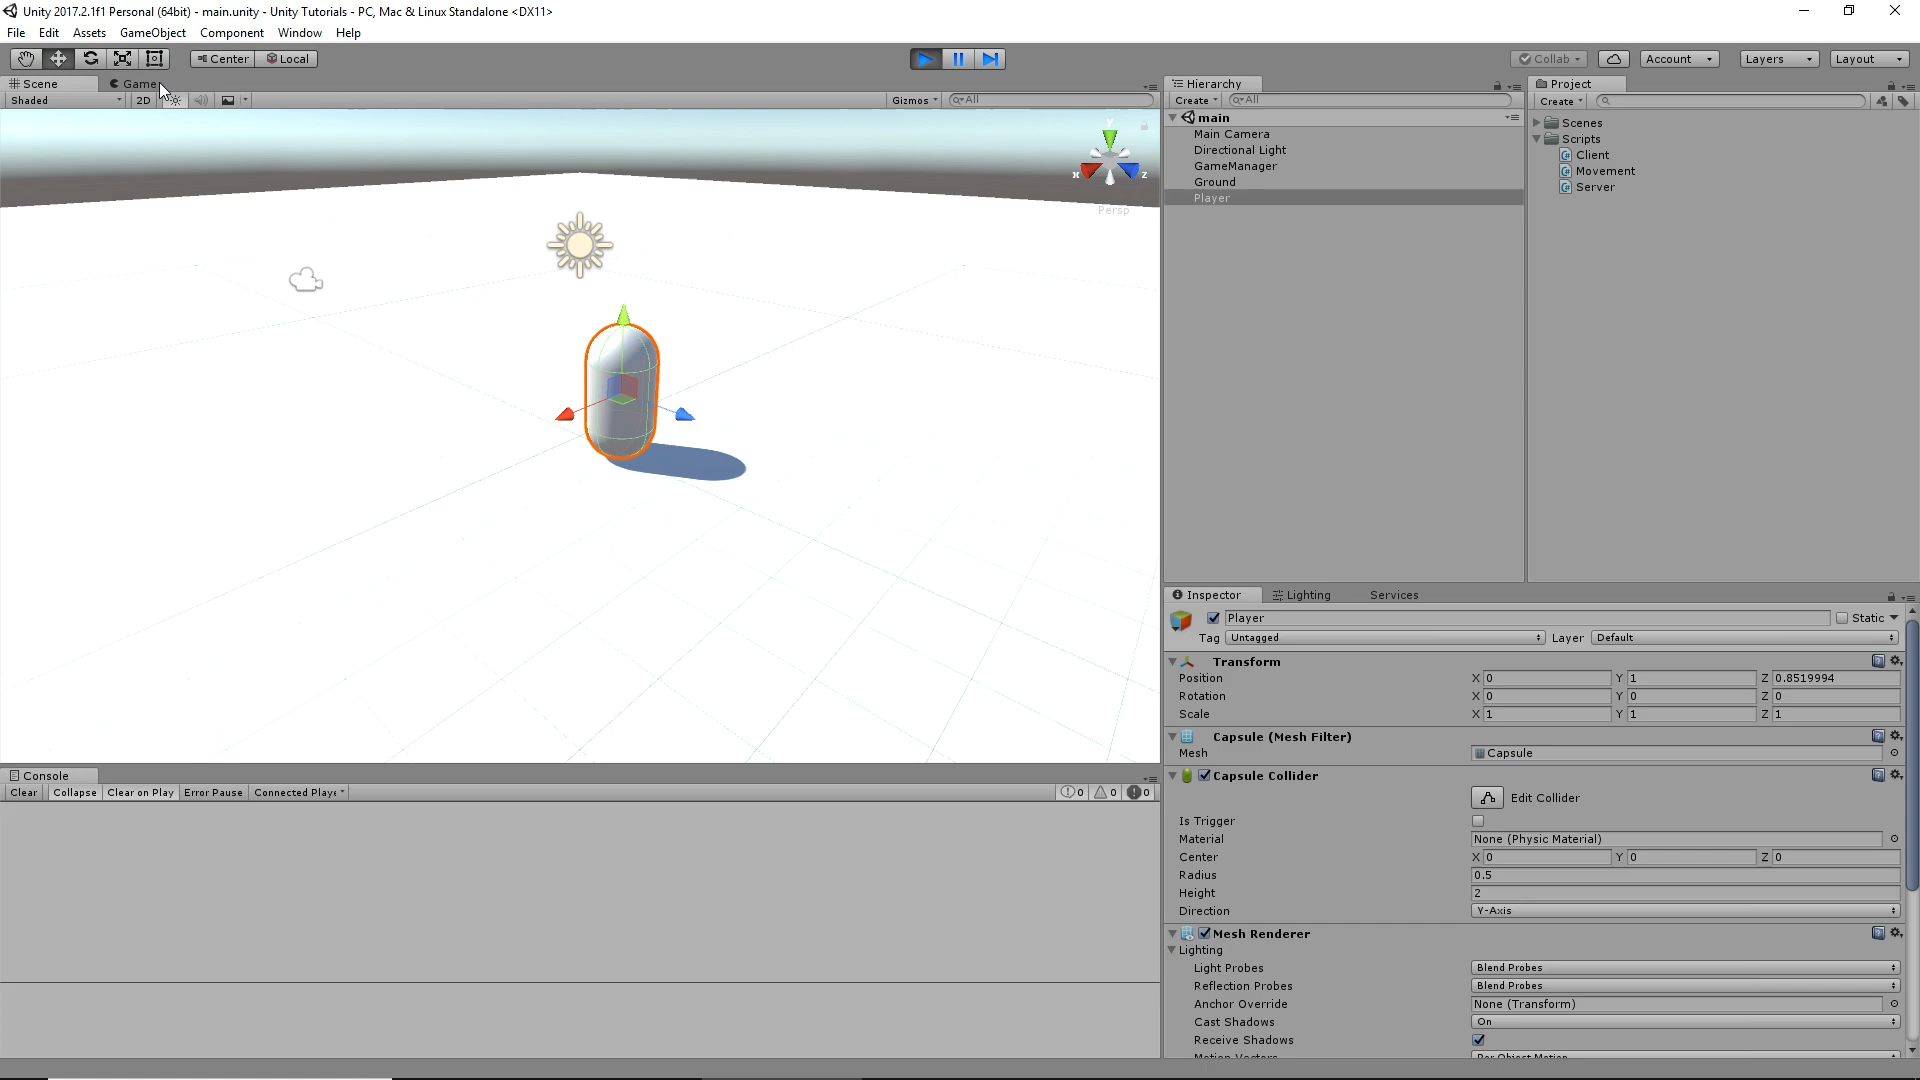 Unity 2017.2.1f1 Personal (64bit) - main.unity - Unity Tutorials - PC, Mac & Linux Standalone <DX11>
File Edit Assets GameObject Component Window Help
Center Local Collab Account Layers Layout
Scene Game
Shaded 2D Gizmos All
y
x z
Persp
Hierarchy
Create All
main
Main Camera
Directional Light
GameManager
Ground
Player
Project
Create
Scenes
Scripts
Client
Movement
Server
Inspector Lighting Services
Player Static
Tag Untagged Layer Default
Transform
Position X 0 Y 1 Z 0.8519994
Rotation X 0 Y 0 Z 0
Scale X 1 Y 1 Z 1
Capsule (Mesh Filter)
Mesh Capsule
Capsule Collider
Edit Collider
Is Trigger
Material None (Physic Material)
Center X 0 Y 0 Z 0
Radius 0.5
Height 2
Direction Y-Axis
Mesh Renderer
Lighting
Light Probes Blend Probes
Reflection Probes Blend Probes
Anchor Override None (Transform)
Cast Shadows On
Receive Shadows
Motion Vectors Per Object Motion
Console
Clear Collapse Clear on Play Error Pause Connected Playe 0 0 0